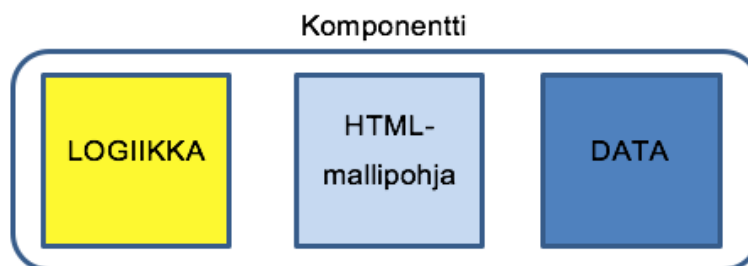 Komponentti
LOGIIKKA
HTML-
mallipohja
DATA